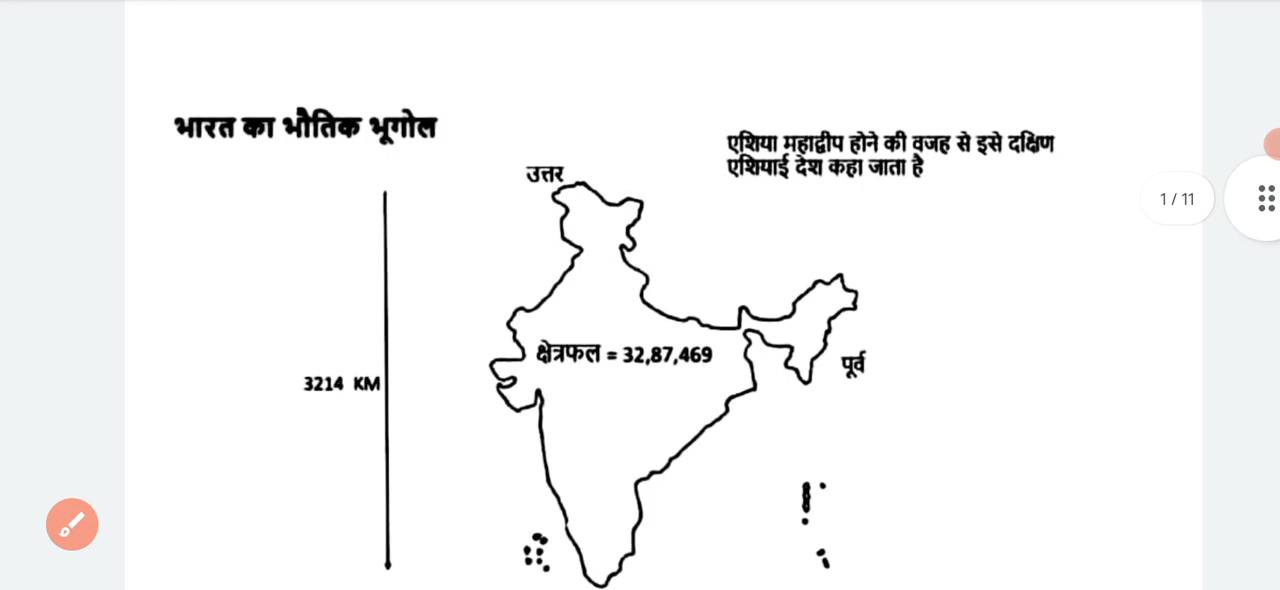 भारत का भौतिक भूगोल
एशिया महाद्वीप होने की वजह से इसे दक्षिण
एशियाई देश कहा जाता है
उत्तर
1 / 11
क्षेत्रफल = 32,87,469
पूर्व
3214 KM